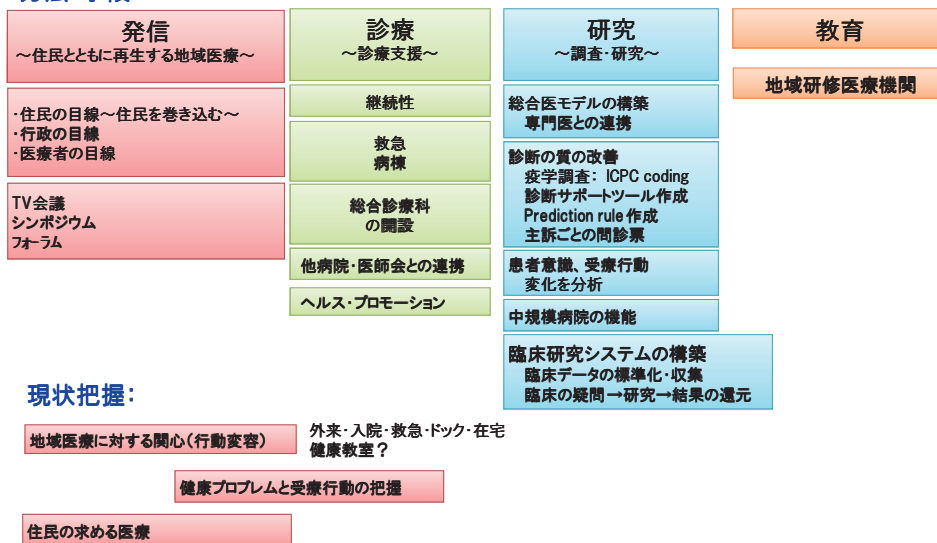 発信
～住民とともに再生する地域医療～
・住民の目線～住民を巻き込む～
・行政の目線
・医療者の目線
TV会議
シンポジウム
フォーラム
診療
～診療支援～
継続性
救急
病棟
総合診療科
の開設
他病院・医師会との連携
ヘルス・プロモーション
研究
～調査・研究～
総合医モデルの構築
専門医との連携
診断の質の改善
疫学調査： ICPC coding
診断サポートツール作成
Prediction rule 作成
主訴ごとの問診票
患者意識、受療行動
変化を分析
中規模病院の機能
臨床研究システムの構築
臨床データの標準化・収集
臨床の疑問→研究→結果の還元
教育
地域研修医療機関
現状把握：
地域医療に対する関心（行動変容）
外来・入院・救急・ドック・在宅
健康教室？
健康プロブレムと受療行動の把握
住民の求める医療